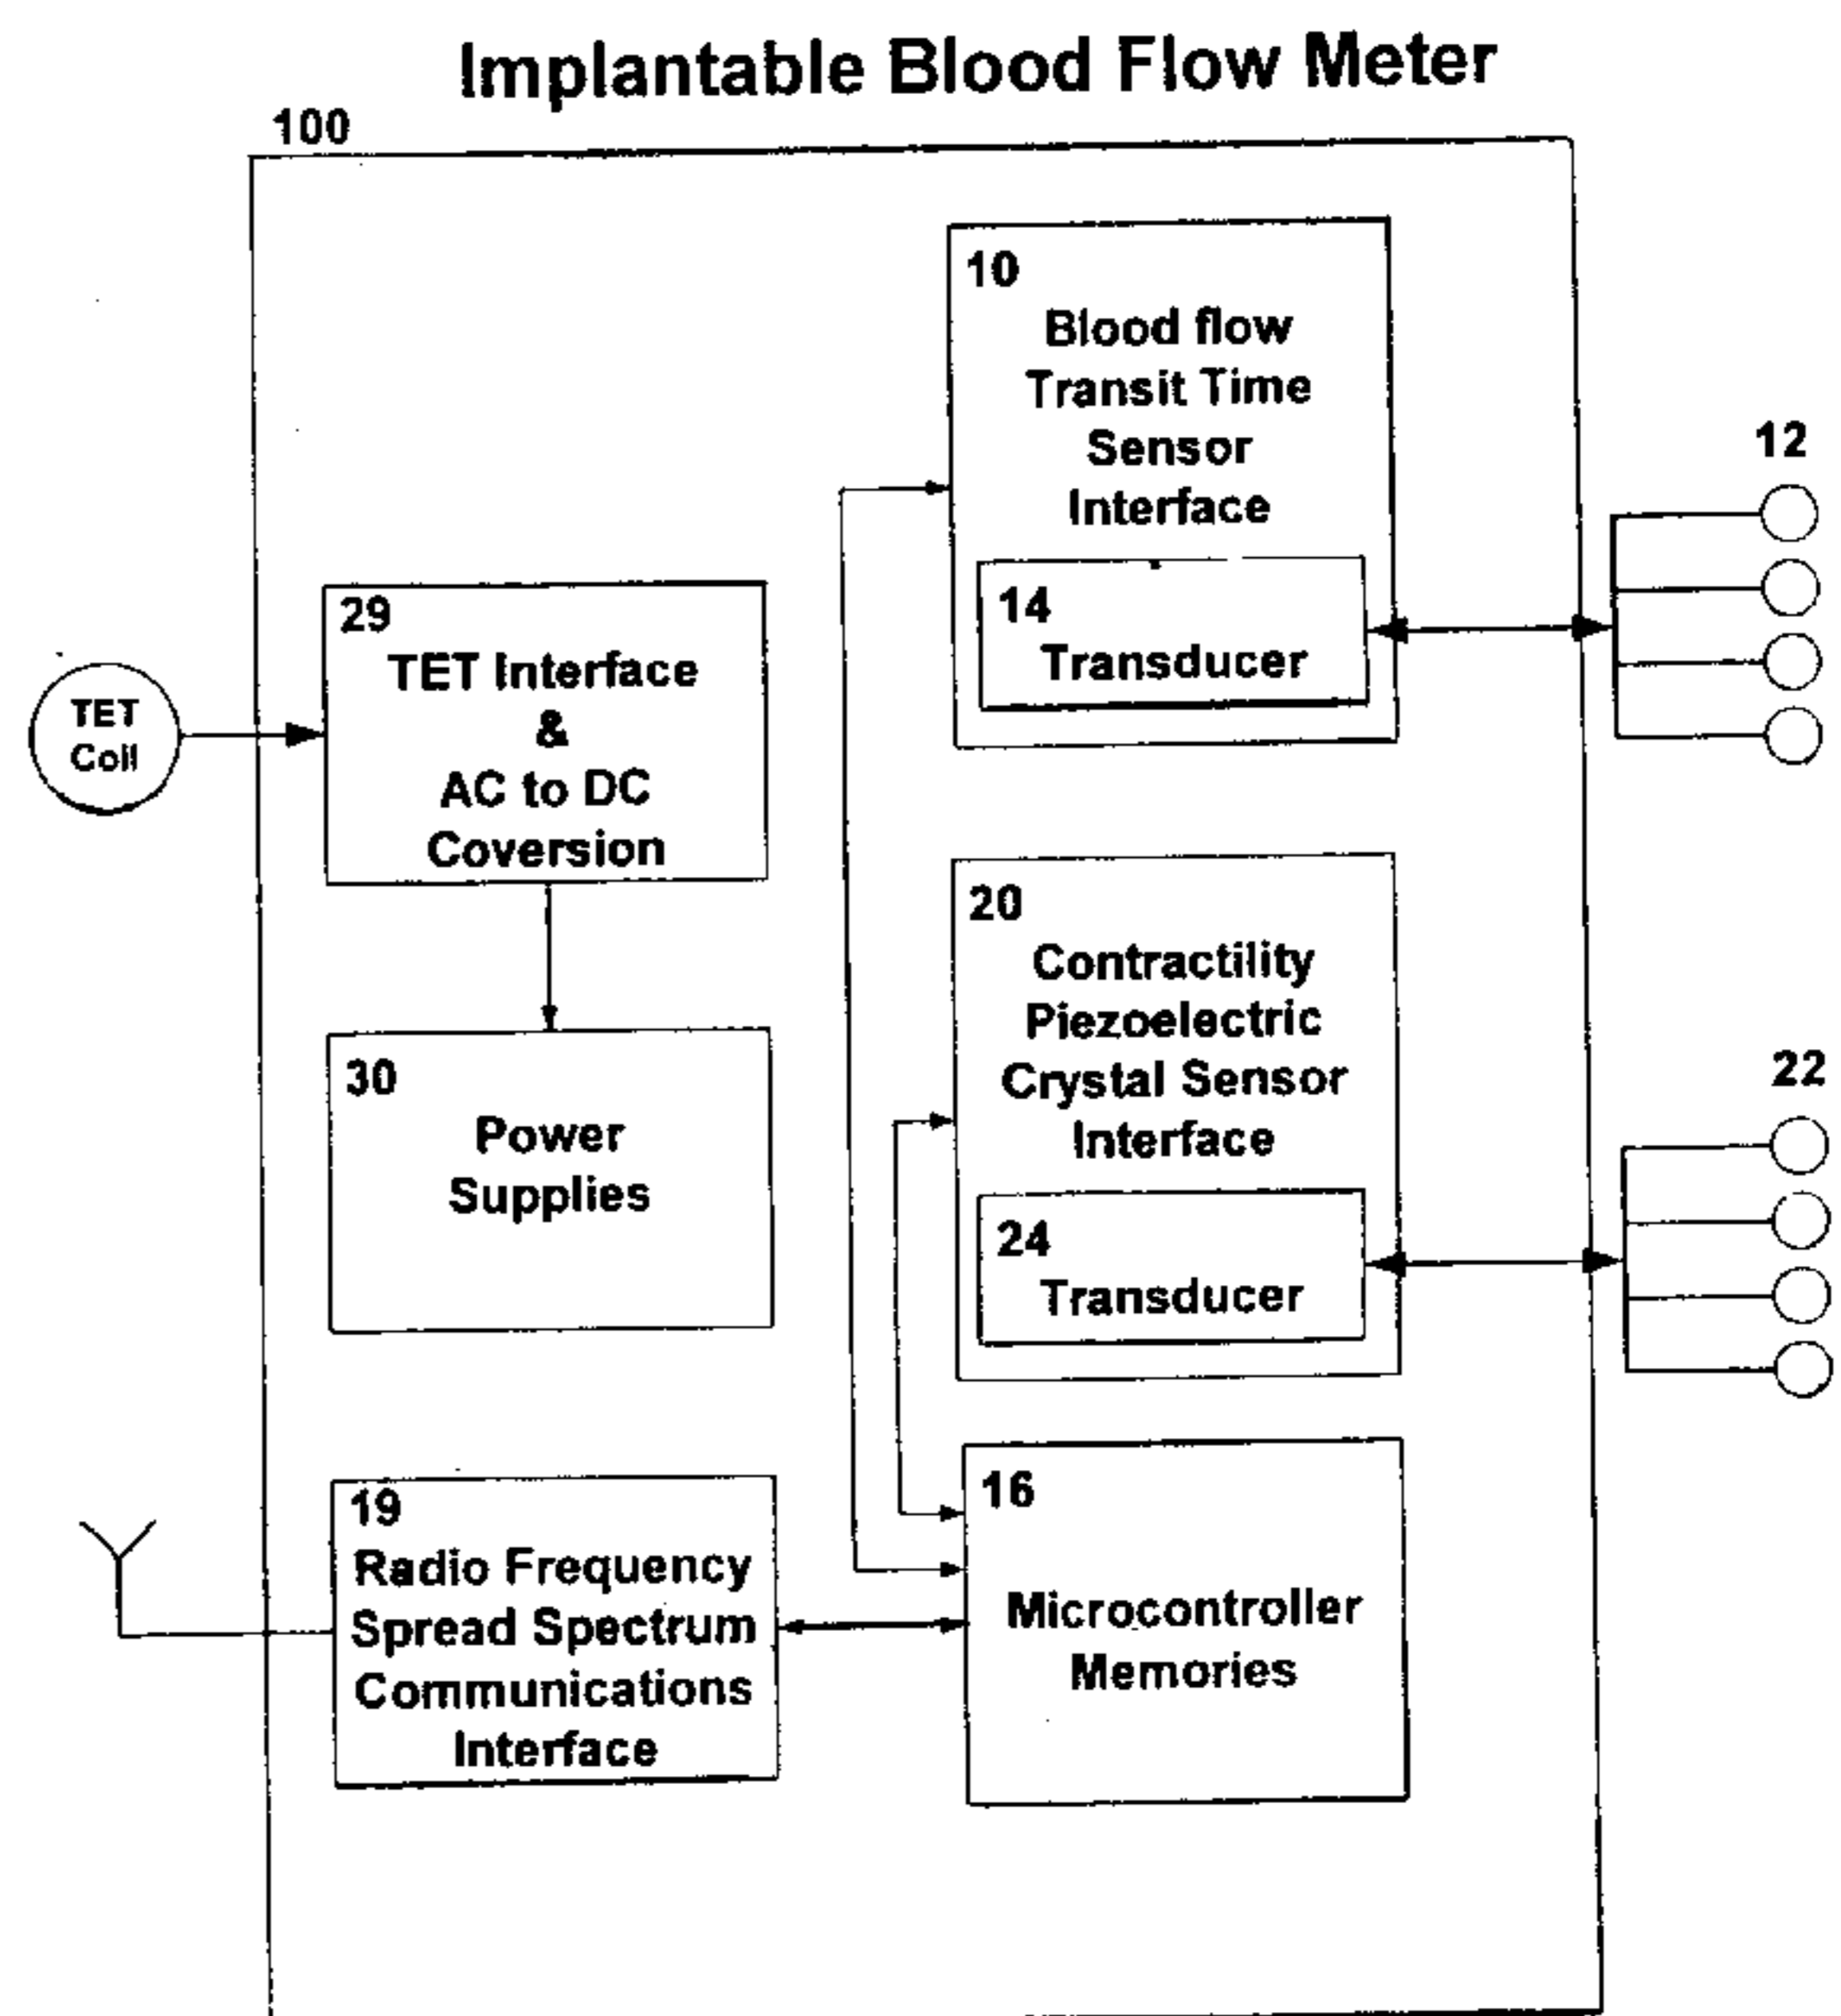 Implantable Blood Flow Meter
100
10
Blood flow
Transit Time
Sensor
Interface
14
Transducer
12
29
TET Interface
&
AC to DC
Coversion
TET
Coil
20
Contractility
Piezoelectric
Crystal Sensor
Interface
24
Transducer
22
30
Power
Supplies
19
Radio Frequency
Spread Spectrum
Communications
Interface
16
Microcontroller
Memories